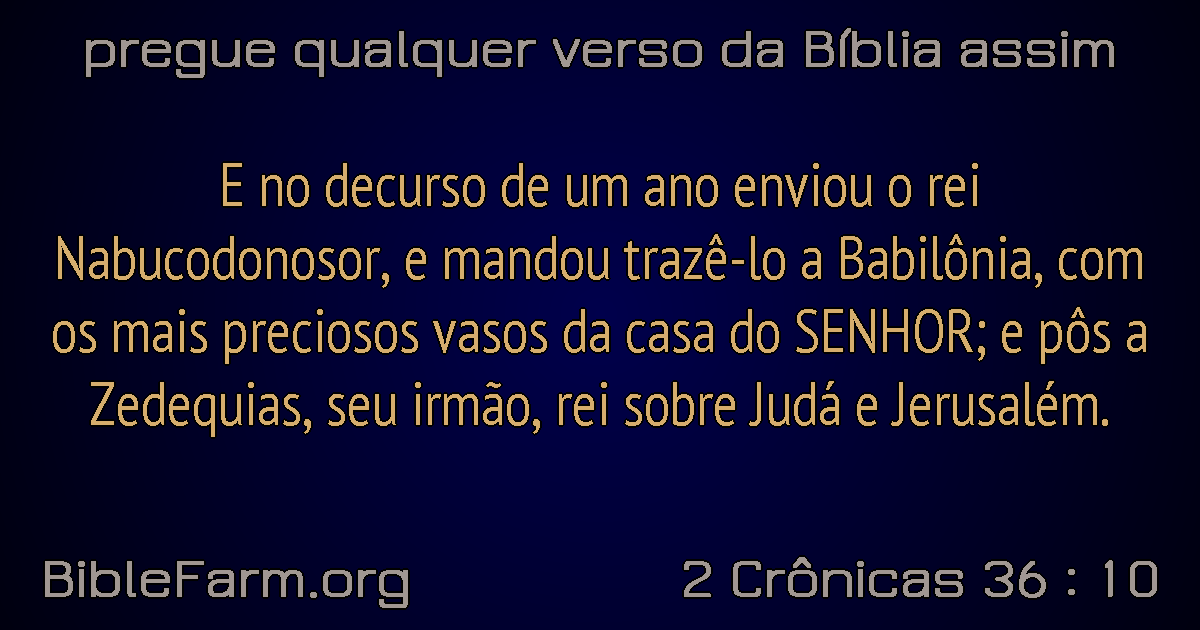 pregue qualquer verso da Bíblia assim
E no decurso de um ano enviou o rei
Nabucodonosor, e mandou trazê-lo a Babilônia, com
os mais preciosos vasos da casa do SENHOR; e pôs a
Zedequias, seu irmão, rei sobre Judá e Jerusalém.
BibleFarm.org
2 Crônicas 36 : 10